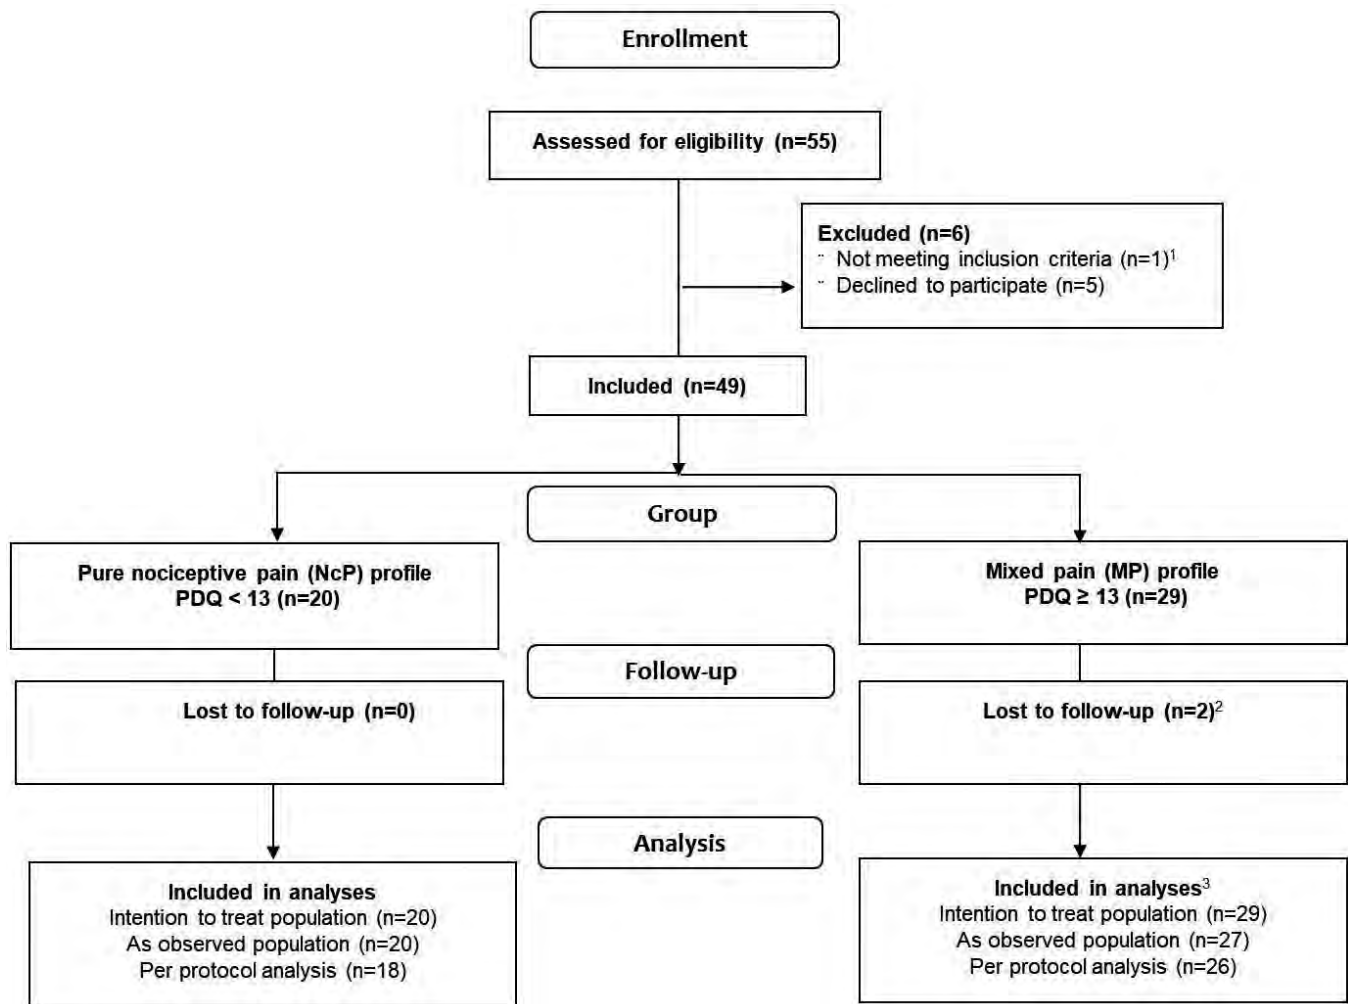 Enrollment
Assessed for eligibility (n=55)
Excluded (n=6)
¨ Not meeting inclusion criteria (n=1)¹
¨ Declined to participate (n=5)
Included (n=49)
Group
Pure nociceptive pain (NcP) profile
PDQ < 13 (n=20)
Mixed pain (MP) profile
PDQ ≥ 13 (n=29)
Follow-up
Lost to follow-up (n=0)
Lost to follow-up (n=2)²
Analysis
Included in analyses
Intention to treat population (n=20)
As observed population (n=20)
Per protocol analysis (n=18)
Included in analyses³
Intention to treat population (n=29)
As observed population (n=27)
Per protocol analysis (n=26)